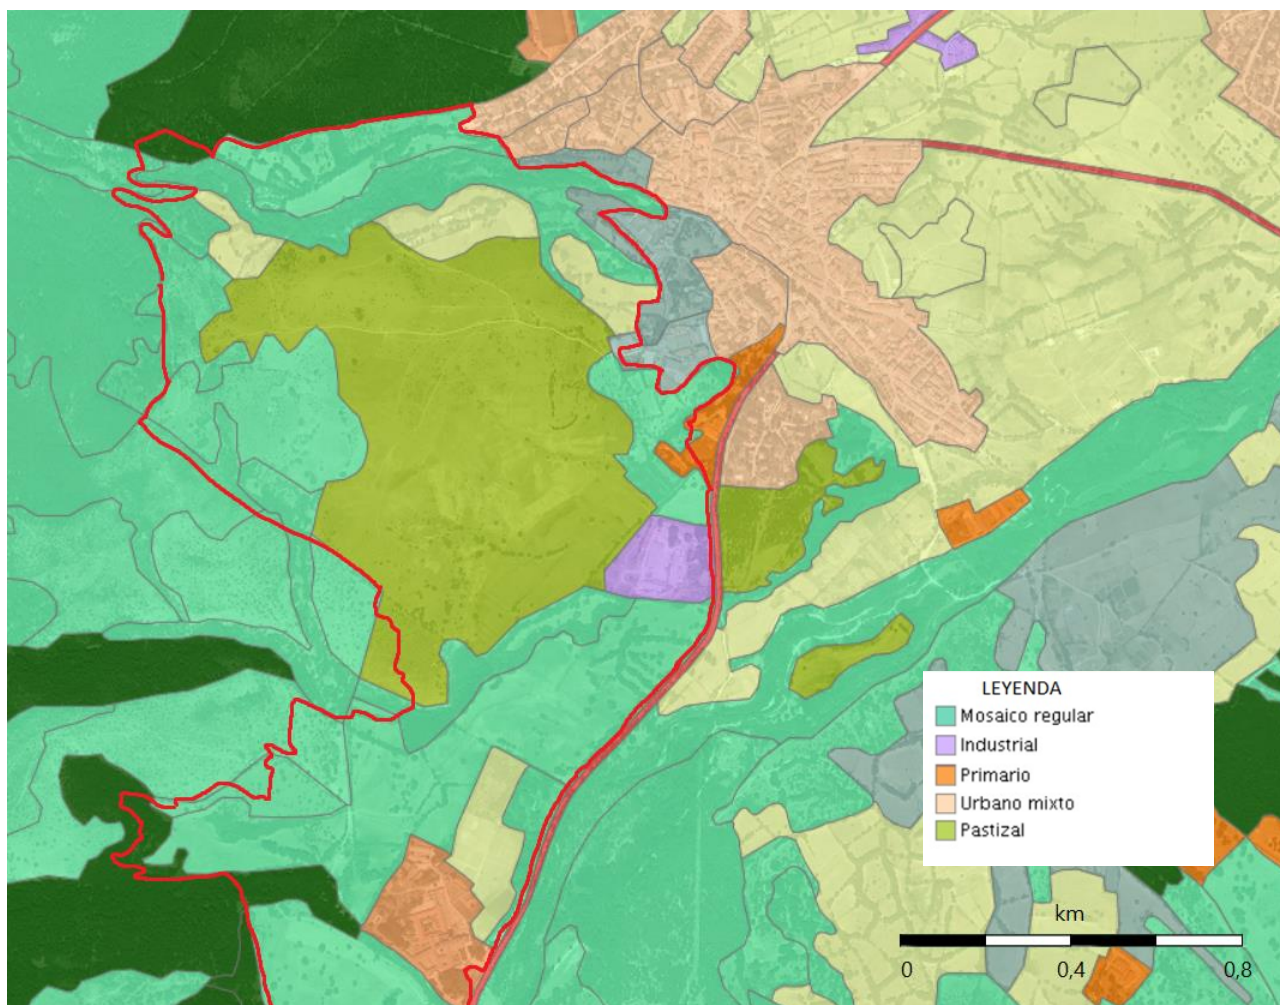 LEYENDA
Mosaico regular
Industrial
Primario
Urbano mixto
Pastizal
km
0 0,4 0,8